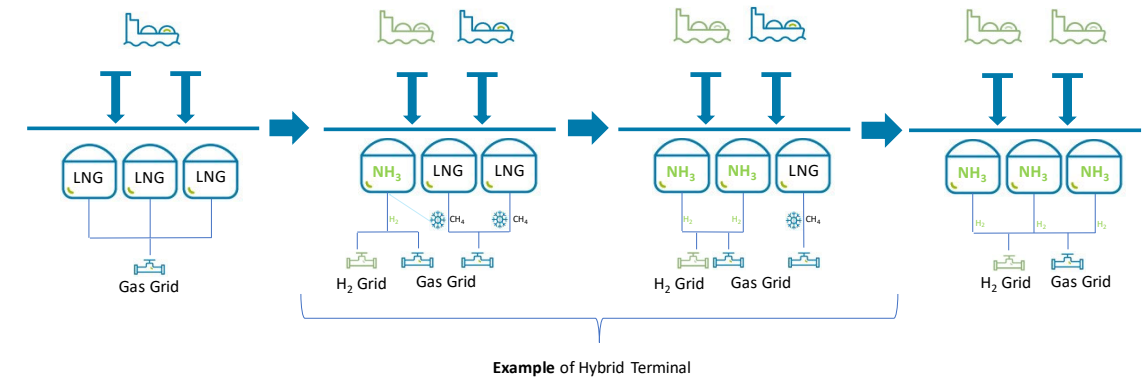 LNG LNG LNG
Gas Grid
NH₃ LNG LNG
H₂ CH₄ CH₄
H₂ Grid Gas Grid
NH₃ NH₃ LNG
H₂ H₂ CH₄
H₂ Grid Gas Grid
NH₃ NH₃ NH₃
H₂ H₂ H₂
H₂ Grid Gas Grid
Example of Hybrid Terminal